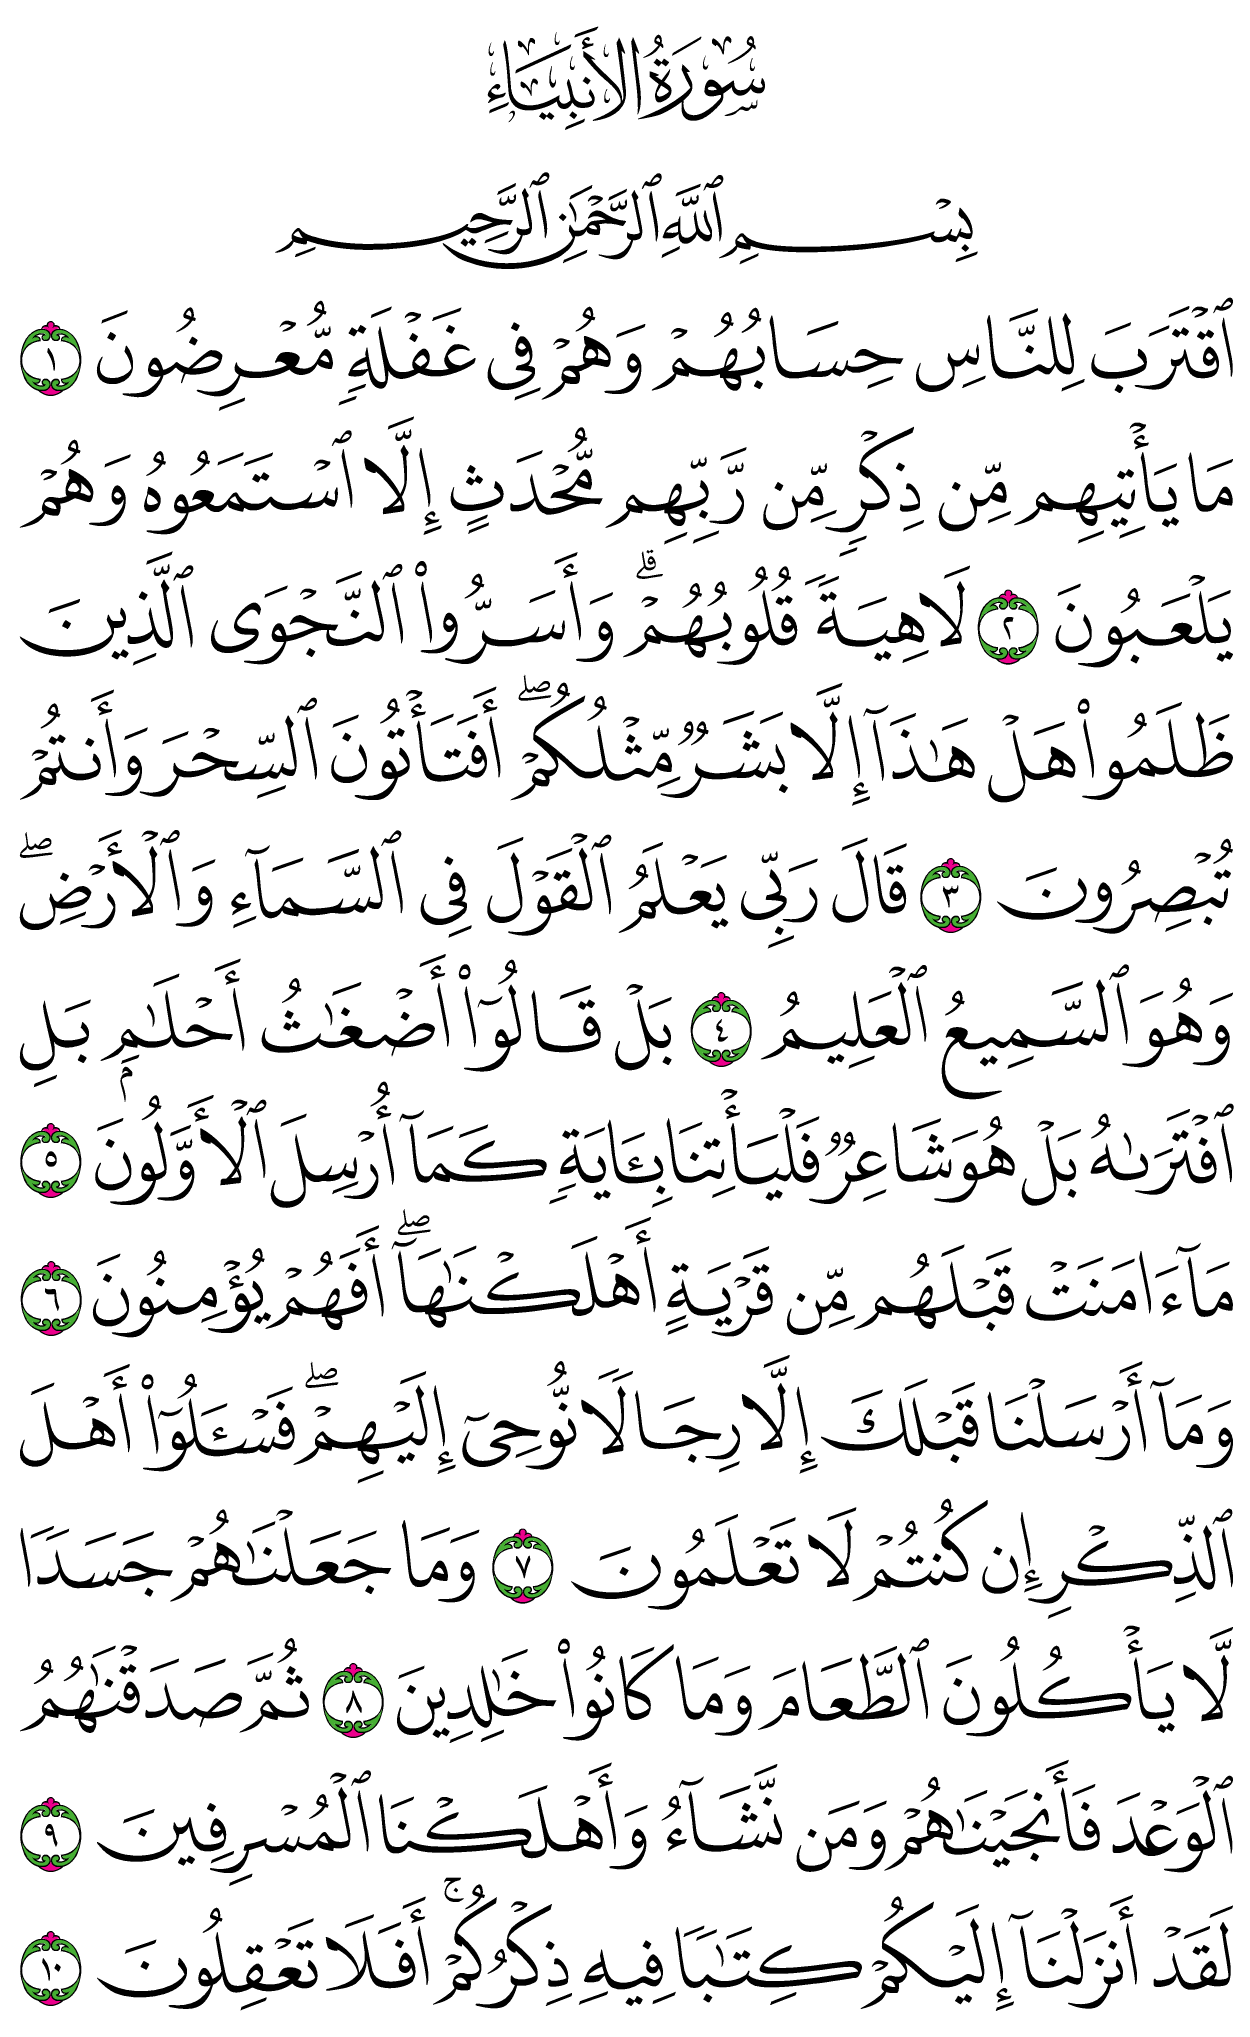 سُورَةُ الأَنبِيَاءِ
بِسْمِ ٱللَّهِ ٱلرَّحْمَٰنِ ٱلرَّحِيمِ
ٱقْتَرَبَ لِلنَّاسِ حِسَابُهُمْ وَهُمْ فِى غَفْلَةٍ مُّعْرِضُونَ ١
مَا يَأْتِيهِم مِّن ذِكْرٍ مِّن رَّبِّهِم مُّحْدَثٍ إِلَّا ٱسْتَمَعُوهُ وَهُمْ
يَلْعَبُونَ ٢ لَاهِيَةً قُلُوبُهُمْ ۗ وَأَسَرُّوا۟ ٱلنَّجْوَى ٱلَّذِينَ
ظَلَمُوا۟ هَلْ هَٰذَآ إِلَّا بَشَرٌ مِّثْلُكُمْ ۖ أَفَتَأْتُونَ ٱلسِّحْرَ وَأَنتُمْ
تُبْصِرُونَ ٣ قَالَ رَبِّى يَعْلَمُ ٱلْقَوْلَ فِى ٱلسَّمَآءِ وَٱلْأَرْضِ ۖ
وَهُوَ ٱلسَّمِيعُ ٱلْعَلِيمُ ٤ بَلْ قَالُوٓا۟ أَضْغَٰثُ أَحْلَٰمٍۭ بَلِ
ٱفْتَرَىٰهُ بَلْ هُوَ شَاعِرٌ فَلْيَأْتِنَا بِـَٔايَةٍ كَمَآ أُرْسِلَ ٱلْأَوَّلُونَ ٥
مَآ ءَامَنَتْ قَبْلَهُم مِّن قَرْيَةٍ أَهْلَكْنَٰهَآ ۖ أَفَهُمْ يُؤْمِنُونَ ٦
وَمَآ أَرْسَلْنَا قَبْلَكَ إِلَّا رِجَالًا نُّوحِىٓ إِلَيْهِمْ ۖ فَسْـَٔلُوٓا۟ أَهْلَ
ٱلذِّكْرِ إِن كُنتُمْ لَا تَعْلَمُونَ ٧ وَمَا جَعَلْنَٰهُمْ جَسَدًا
لَّا يَأْكُلُونَ ٱلطَّعَامَ وَمَا كَانُوا۟ خَٰلِدِينَ ٨ ثُمَّ صَدَقْنَٰهُمُ
ٱلْوَعْدَ فَأَنجَيْنَٰهُمْ وَمَن نَّشَآءُ وَأَهْلَكْنَا ٱلْمُسْرِفِينَ ٩
لَقَدْ أَنزَلْنَآ إِلَيْكُمْ كِتَٰبًا فِيهِ ذِكْرُكُمْ ۚ أَفَلَا تَعْقِلُونَ ١٠